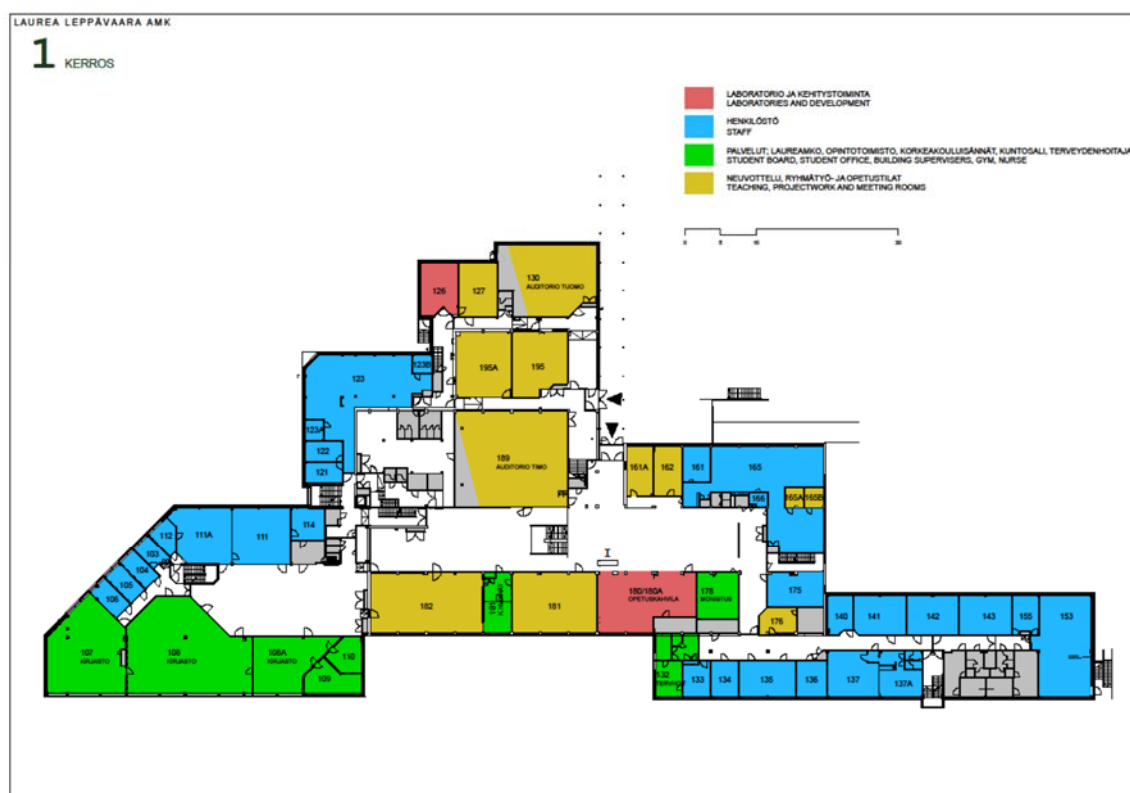 LAUREA LEPPÄVAARA AMK
1 KERROS
LABORATORIO JA KEHITYSTOIMINTA
LABORATORIES AND DEVELOPMENT
HENKILÖSTÖ
STAFF
PALVELUT; LAUREAMKO, OPINTOTOIMISTO, KORKEAKOULUISÄNNÄT, KUNTOSALI, TERVEYDENHOITAJA
STUDENT BOARD, STUDENT OFFICE, BUILDING SUPERVISERS, GYM, NURSE
NEUVOTTELU, RYHMÄTYÖ- JA OPETUSTILAT
TEACHING, PROJECTWORK AND MEETING ROOMS
130
AUDITORIO TUOMO
126
127
195A
195
123B
123
123A
122
121
189
AUDITORIO TIMO
161A
162
161
165
166
165A
165B
112
111A
111
114
103
104
105
106
I
182
181
180/180A
OPETUSKAHVILA
178
MONISTUS
175
176
107
KIRJASTO
108
KIRJASTO
108A
KIRJASTO
110
109
140
141
142
143
155
153
132
133
134
135
136
137
137A